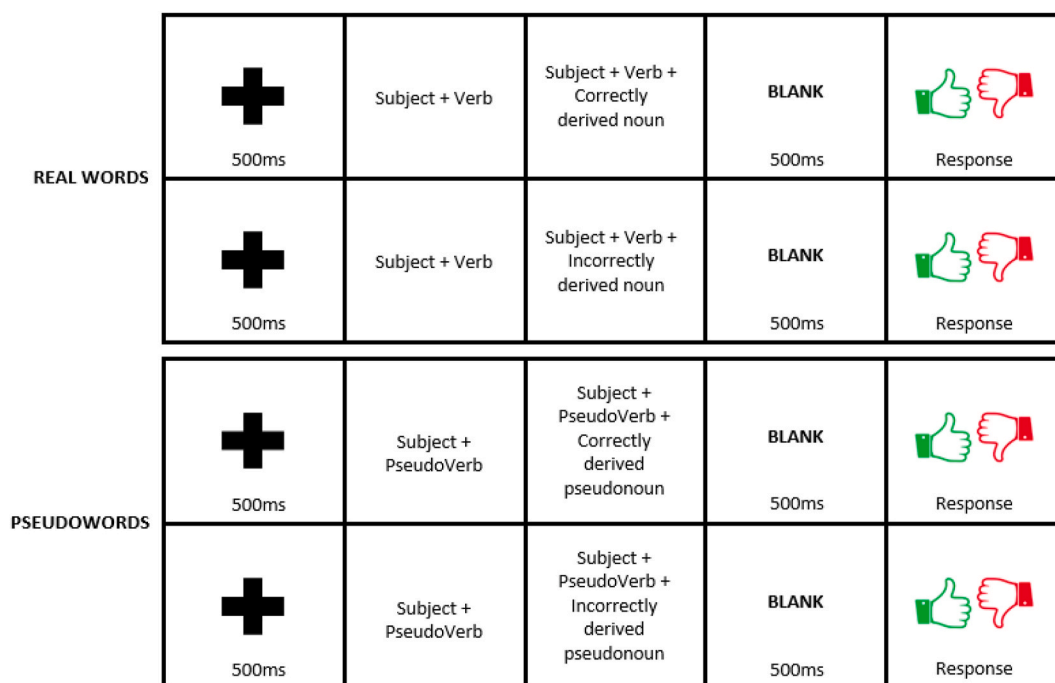 REAL WORDS
500ms
Subject + Verb
Subject + Verb +
Correctly
derived noun
BLANK
500ms
Response
500ms
Subject + Verb
Subject + Verb +
Incorrectly
derived noun
BLANK
500ms
Response
PSEUDOWORDS
500ms
Subject +
PseudoVerb
Subject +
PseudoVerb +
Correctly
derived
pseudonoun
BLANK
500ms
Response
500ms
Subject +
PseudoVerb
Subject +
PseudoVerb +
Incorrectly
derived
pseudonoun
BLANK
500ms
Response